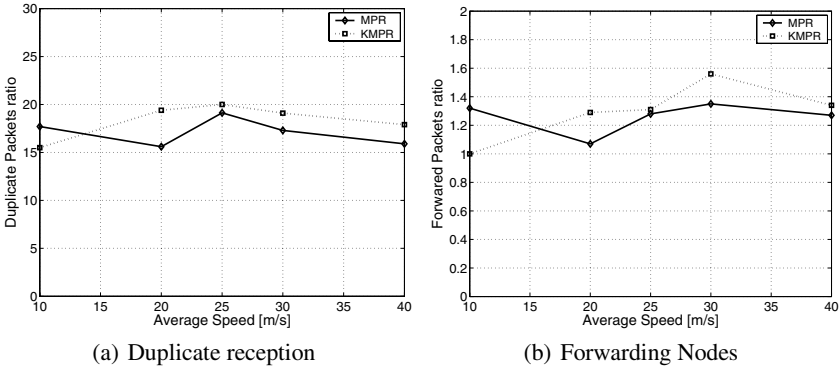 30
25
20
15
10
5
0
Duplicate Packets ratio
MPR
KMPR
10 15 20 25 30 35 40
Average Speed [m/s]
(a) Duplicate reception
2
1.8
1.6
1.4
1.2
1
0.8
0.6
0.4
0.2
0
Forwared Packets ratio
MPR
KMPR
10 15 20 25 30 35 40
Average Speed [m/s]
(b) Forwarding Nodes